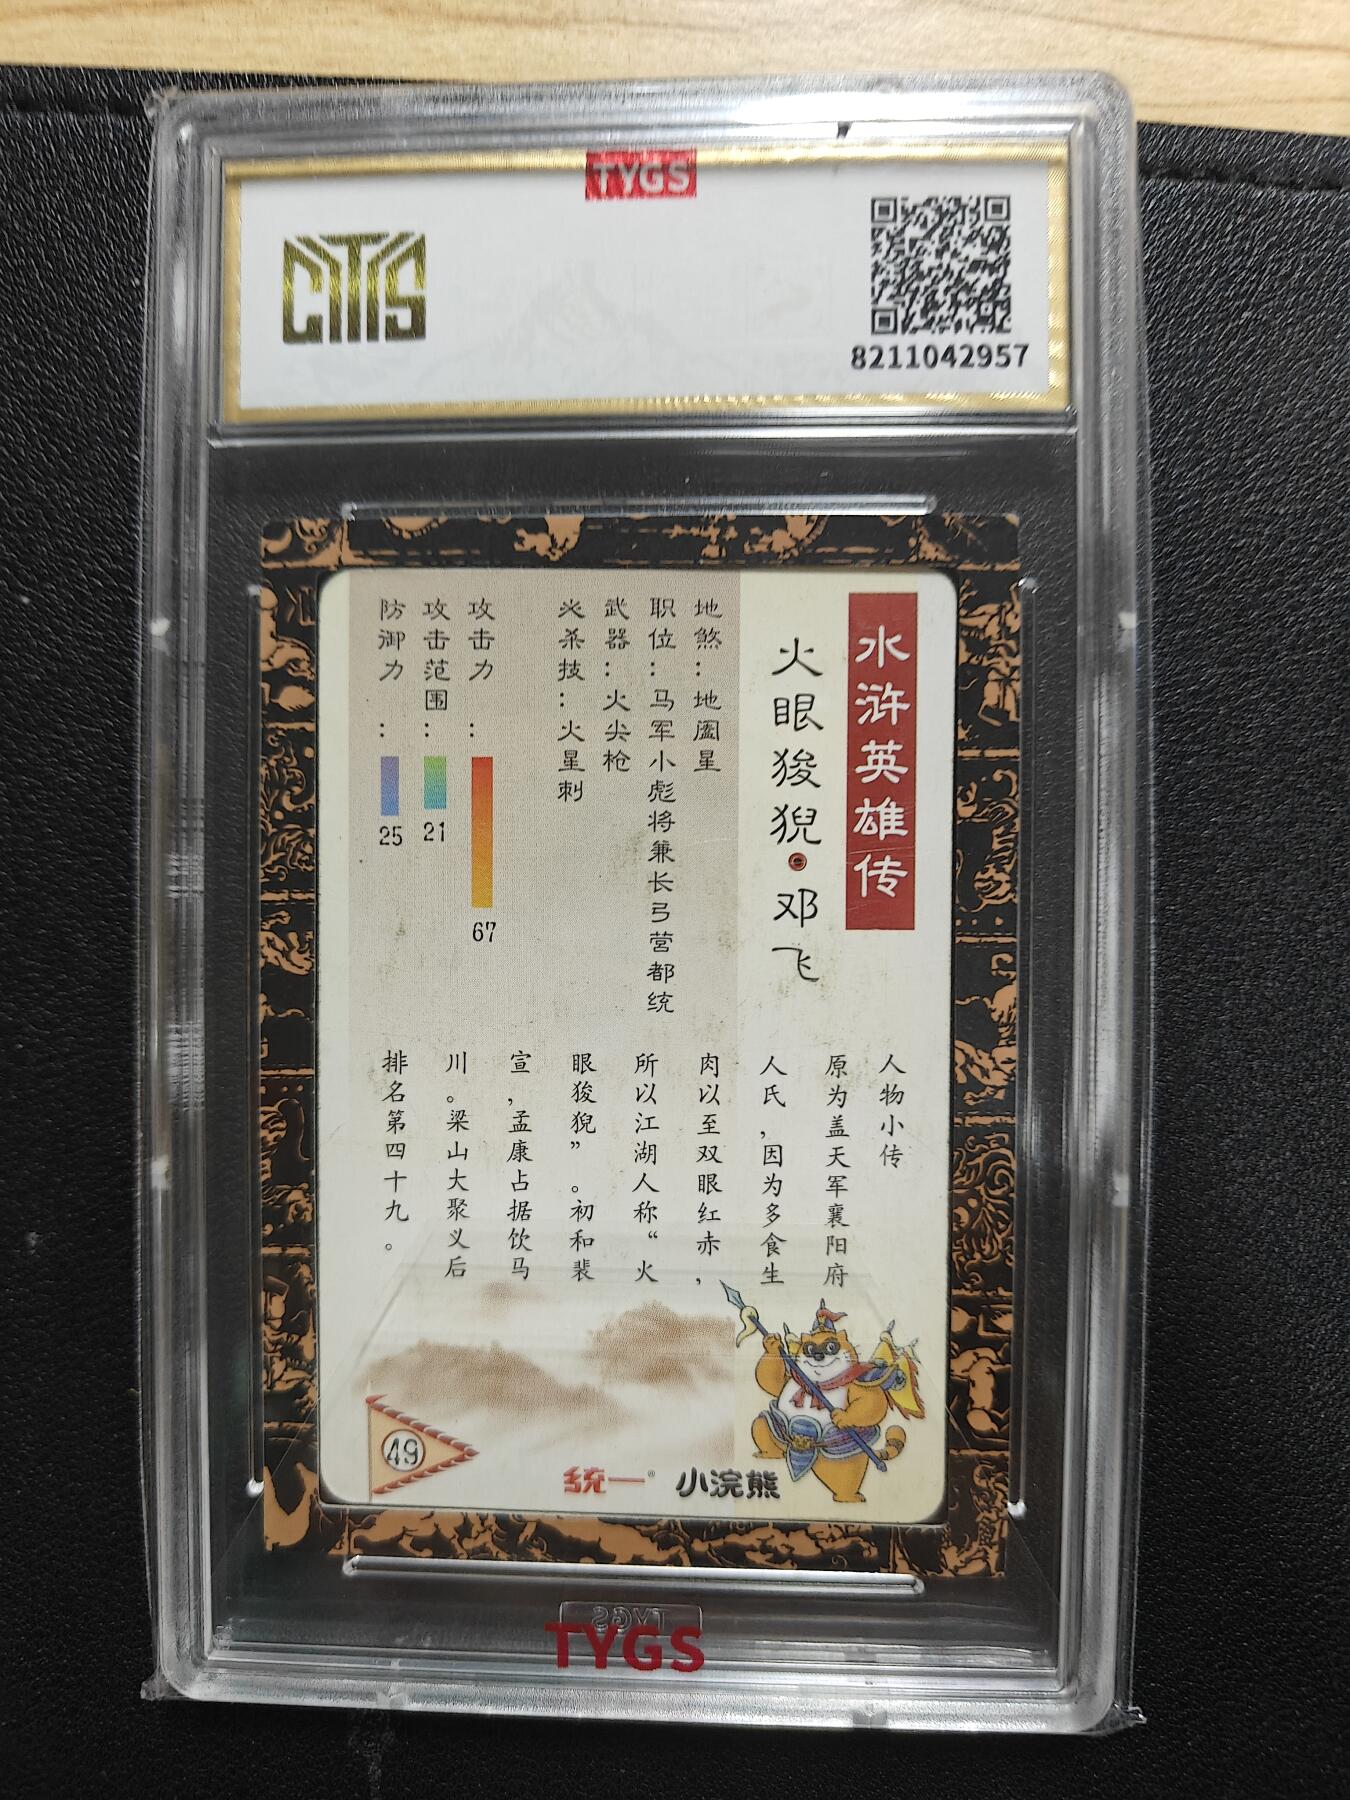 TYGS
CTTS
8211042957
水浒英雄传
火眼狻猊·邓飞
地煞：地阖星
职位：马军小彪将兼长弓营都统
武器：火尖枪
必杀技：火星刺
攻击力：67
攻击范围：21
防御力：25
人物小传
原为盖天军襄阳府
人氏，因为多食生
肉以至双眼红赤，
所以江湖人称“火
眼狻猊”。初和裴
宣，孟康占据饮马
川。梁山大聚义后
排名第四十九。
49
统一® 小浣熊
TYGS
TYGS